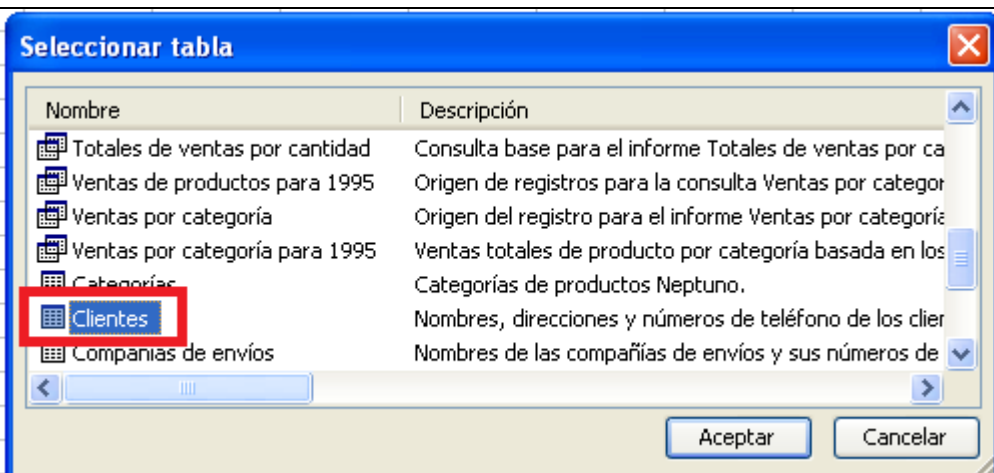 Seleccionar tabla
Nombre Descripción
Totales de ventas por cantidad Consulta base para el informe Totales de ventas por ca
Ventas de productos para 1995 Origen de registros para la consulta Ventas por categor
Ventas por categoría Origen del registro para el informe Ventas por categoría
Ventas por categoría para 1995 Ventas totales de producto por categoría basada en los
Categorías Categorías de productos Neptuno.
Clientes Nombres, direcciones y números de teléfono de los clien
Compañías de envíos Nombres de las compañías de envíos y sus números de
Aceptar Cancelar